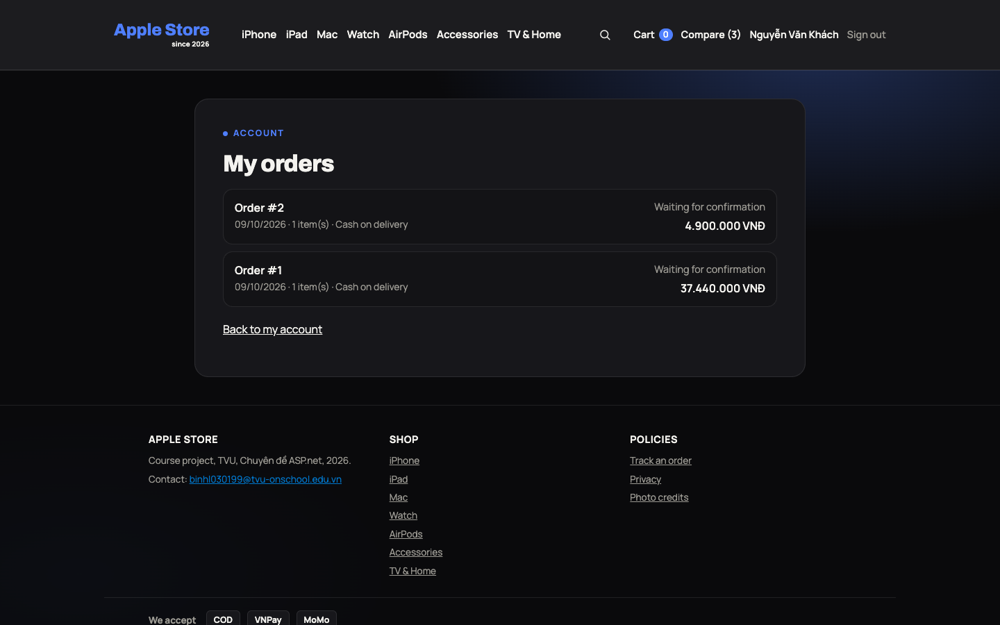 Apple Store
since 2026
iPhone iPad Mac Watch AirPods Accessories TV & Home
Cart 0 Compare (3) Nguyễn Văn Khách Sign out
ACCOUNT
My orders
Order #2
Waiting for confirmation
09/10/2026 · 1 item(s) · Cash on delivery
4.900.000 VNĐ
Order #1
Waiting for confirmation
09/10/2026 · 1 item(s) · Cash on delivery
37.440.000 VNĐ
Back to my account
APPLE STORE
Course project, TVU, Chuyên đề ASP.net, 2026.
Contact: binhl030199@tvu-onschool.edu.vn
SHOP
iPhone
iPad
Mac
Watch
AirPods
Accessories
TV & Home
POLICIES
Track an order
Privacy
Photo credits
We accept COD VNPay MoMo